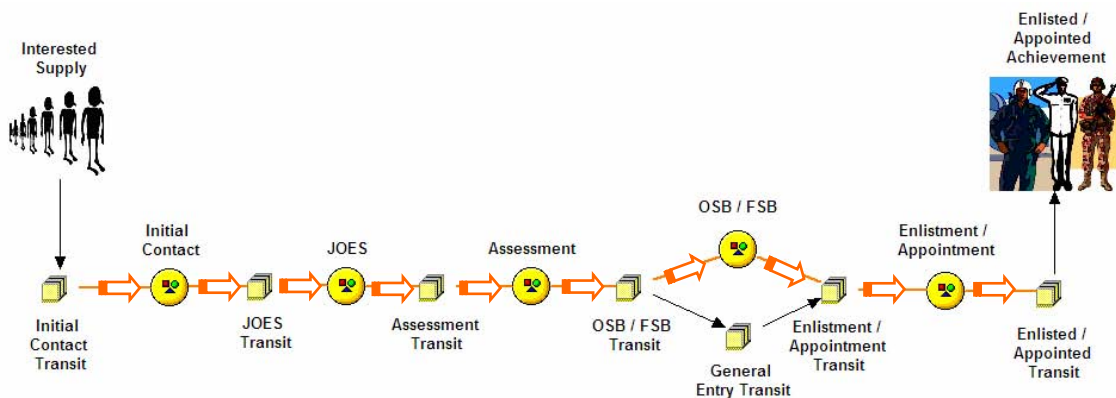 Interested
Supply
Enlisted /
Appointed
Achievement
Initial
Contact
JOES
Assessment
OSB / FSB
Enlistment /
Appointment
Initial
Contact
Transit
JOES
Transit
Assessment
Transit
OSB / FSB
Transit
General
Entry Transit
Enlistment /
Appointment
Transit
Enlisted /
Appointed
Transit